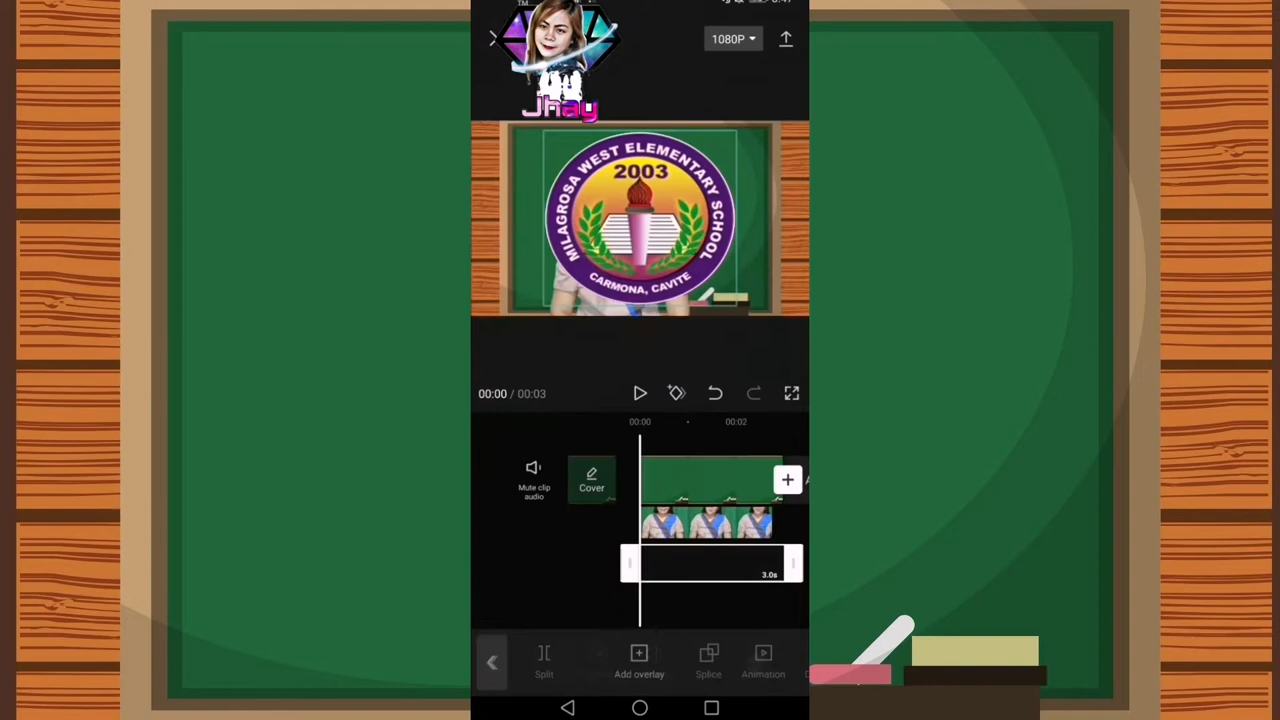 TM
1080P
Jhay
MILAGROSA WEST ELEMENTARY SCHOOL
2003
CARMONA, CAVITE
00:00 / 00:03
00:00
00:02
Mute clip
audio
Cover
3.0s
Split
Add overlay
Splice
Animation